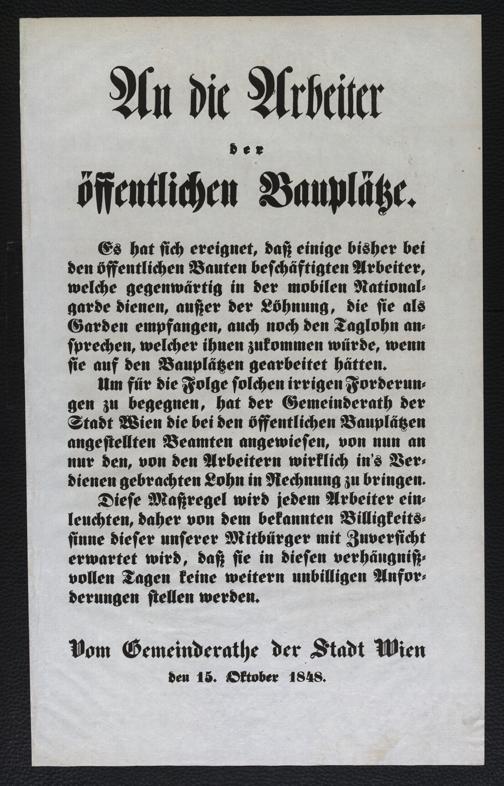 An die Arbeiter
der
öffentlichen Bauplätze.
Es hat sich ereignet, daß einige bisher bei
den öffentlichen Bauten beschäftigten Arbeiter,
welche gegenwärtig in der mobilen National-
garde dienen, außer der Löhnung, die sie als
Garden empfangen, auch noch den Taglohn an-
sprechen, welcher ihnen zukommen würde, wenn
sie auf den Bauplätzen gearbeitet hätten.
Um für die Folge solchen irrigen Forderun-
gen zu begegnen, hat der Gemeinderath der
Stadt Wien die bei den öffentlichen Bauplätzen
angestellten Beamten angewiesen, von nun an
nur den, von den Arbeitern wirklich in's Ver-
dienen gebrachten Lohn in Rechnung zu bringen.
Diese Maßregel wird jedem Arbeiter ein-
leuchten, daher von dem bekannten Billigkeits-
sinne dieser unserer Mitbürger mit Zuversicht
erwartet wird, daß sie in diesen verhängniß-
vollen Tagen keine weitern unbilligen Anfor-
derungen stellen werden.
Vom Gemeinderathe der Stadt Wien
den 15. Oktober 1848.